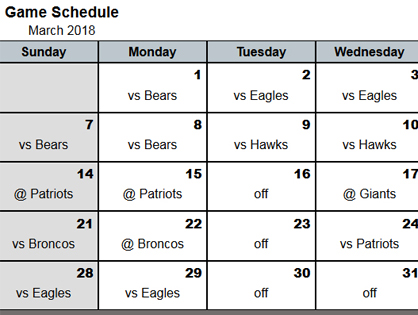 Game Schedule
March 2018
Sunday Monday Tuesday Wednesday
1 2 3
vs Bears vs Eagles vs Eagles
7 8 9 10
vs Bears vs Bears vs Hawks vs Hawks
14 15 16 17
@ Patriots @ Patriots off @ Giants
21 22 23 24
vs Broncos @ Broncos off vs Patriots
28 29 30 31
vs Eagles vs Eagles off off